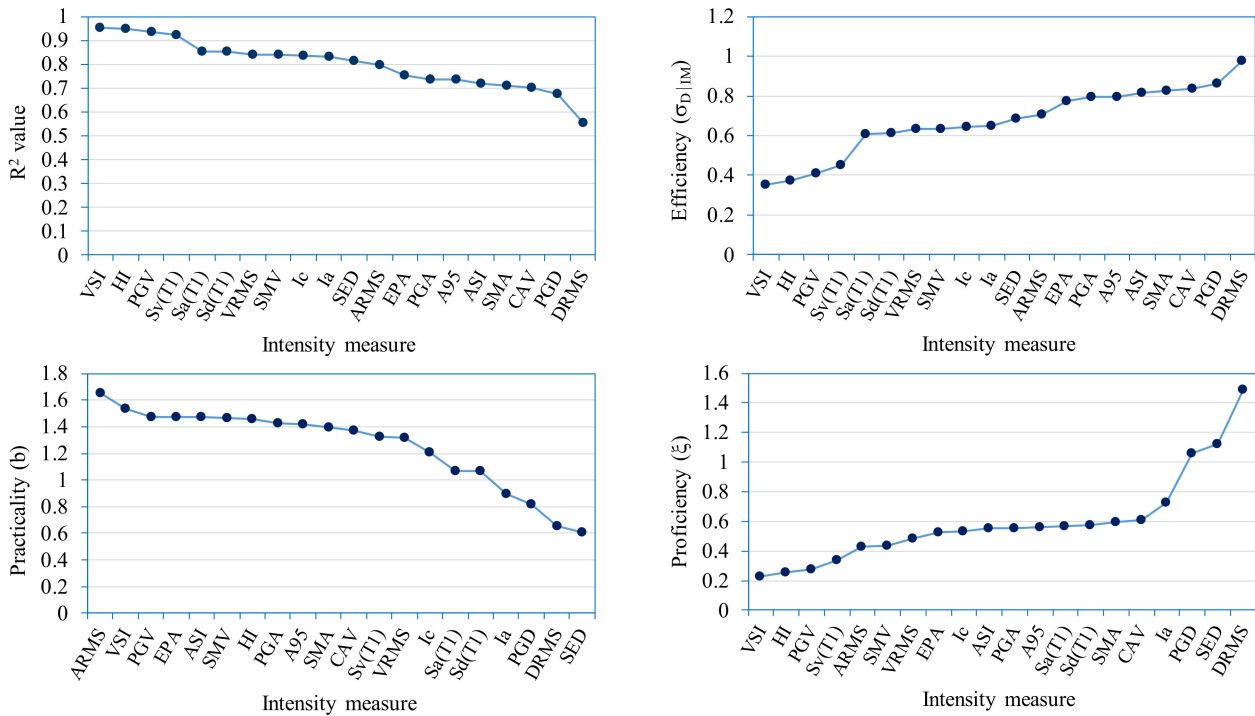 R² value
1
0.9
0.8
0.7
0.6
0.5
0.4
0.3
0.2
0.1
0
VSI
HI
PGV
Sv(T1)
Sa(T1)
Sd(T1)
VRMS
SMV
Ic
Ia
SED
ARMS
EPA
PGA
A95
ASI
SMA
CAV
PGD
DRMS
Intensity measure
Efficiency (σD|IM)
1.2
1
0.8
0.6
0.4
0.2
0
VSI
HI
PGV
Sv(T1)
Sa(T1)
Sd(T1)
VRMS
SMV
Ic
Ia
SED
ARMS
EPA
PGA
A95
ASI
SMA
CAV
PGD
DRMS
Intensity measure
Practicality (b)
1.8
1.6
1.4
1.2
1
0.8
0.6
0.4
0.2
0
ARMS
VSI
PGV
EPA
ASI
SMV
HI
PGA
A95
SMA
CAV
Sv(T1)
VRMS
Ic
Sa(T1)
Sd(T1)
Ia
PGD
DRMS
SED
Intensity measure
Proficiency (ξ)
1.6
1.4
1.2
1
0.8
0.6
0.4
0.2
0
VSI
HI
PGV
Sv(T1)
ARMS
SMV
VRMS
EPA
Ic
ASI
PGA
A95
Sa(T1)
Sd(T1)
SMA
CAV
Ia
PGD
SED
DRMS
Intensity measure